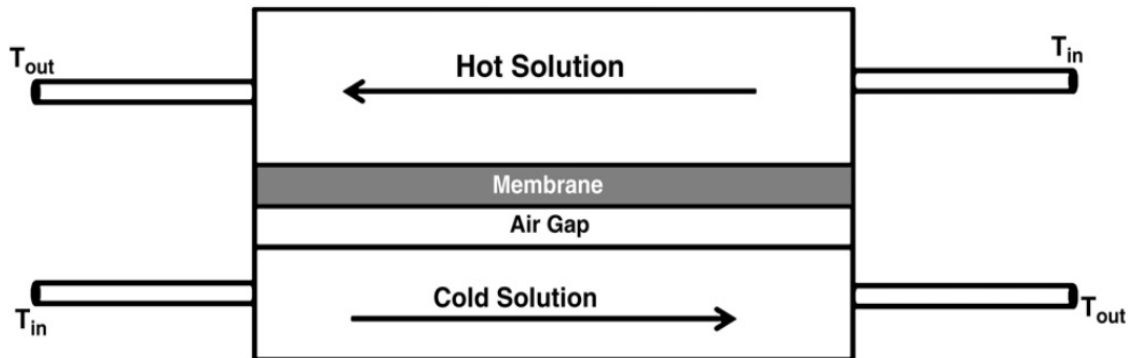 T_out
T_in
Hot Solution
Membrane
Air Gap
Cold Solution
T_in
T_out